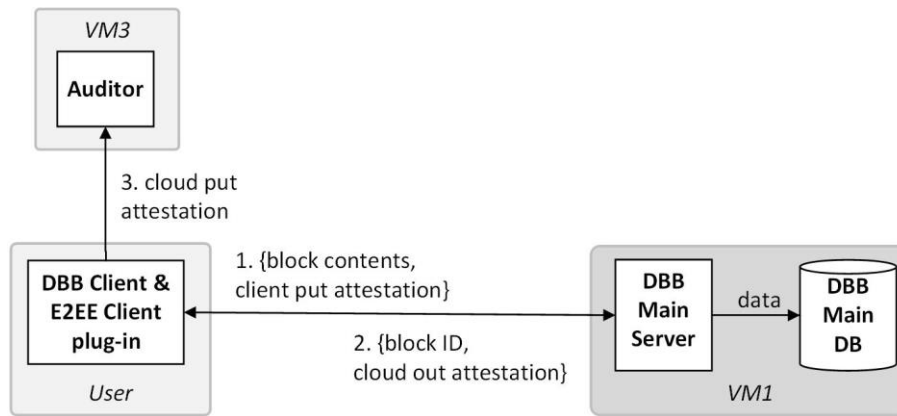 VM3
Auditor
3. cloud put
attestation
DBB Client &
E2EE Client
plug-in
User
1. {block contents,
client put attestation}
2. {block ID,
cloud out attestation}
DBB
Main
Server
data
DBB
Main
DB
VM1